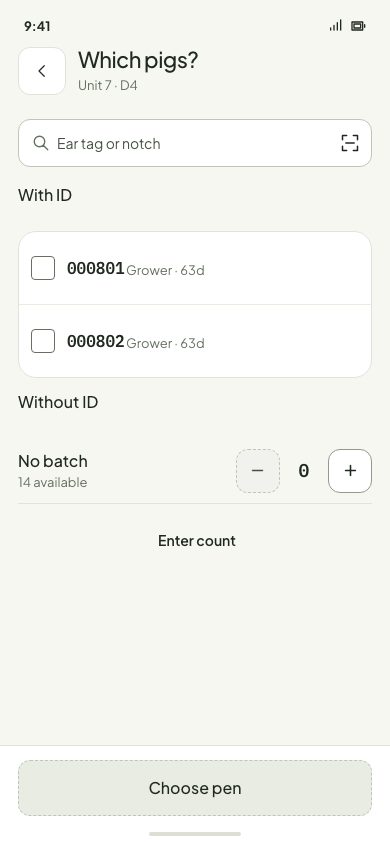 9:41
Which pigs?
Unit 7 · D4
Ear tag or notch
With ID
000801 Grower · 63d
000802 Grower · 63d
Without ID
No batch
14 available
− 0 +
Enter count
Choose pen